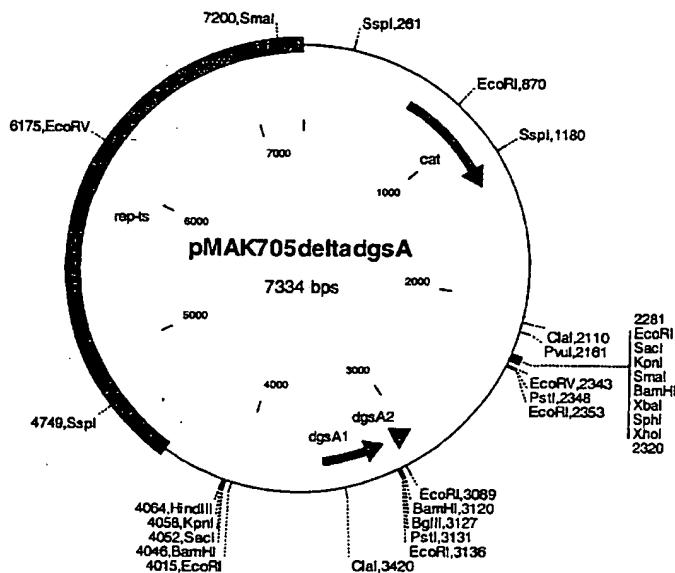 7200,SmaI
SspI,261
EcoRI,870
6175,EcoRV
SspI,1180
7000
cat
1000
rep-ts
6000
pMAK705deltadgsA
7334 bps
2000
5000
2281
EcoRI
SacI
KpnI
SmaI
BamHI
XbaI
SphI
XhoI
2320
ClaI,2110
PvuI,2161
EcoRV,2343
PstI,2348
EcoRI,2353
4000
3000
4749,SspI
dgsA1
dgsA2
EcoRI,3089
BamHI,3120
BglII,3127
PstI,3131
EcoRI,3136
4064,HindIII
4058,KpnI
4052,SacI
4046,BamHI
4015,EcoRI
ClaI,3420